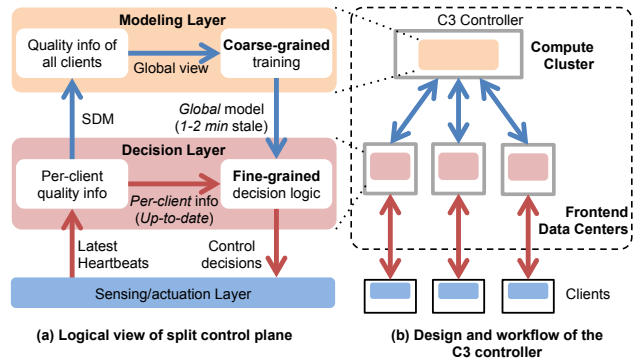 Modeling Layer
Quality info of
all clients
Global view
Coarse-grained
training
SDM
Global model
(1-2 min stale)
Decision Layer
Per-client
quality info
Per-client info
(Up-to-date)
Fine-grained
decision logic
Latest
Heartbeats
Control
decisions
Sensing/actuation Layer
(a) Logical view of split control plane
C3 Controller
Compute
Cluster
Frontend
Data Centers
Clients
(b) Design and workflow of the
C3 controller